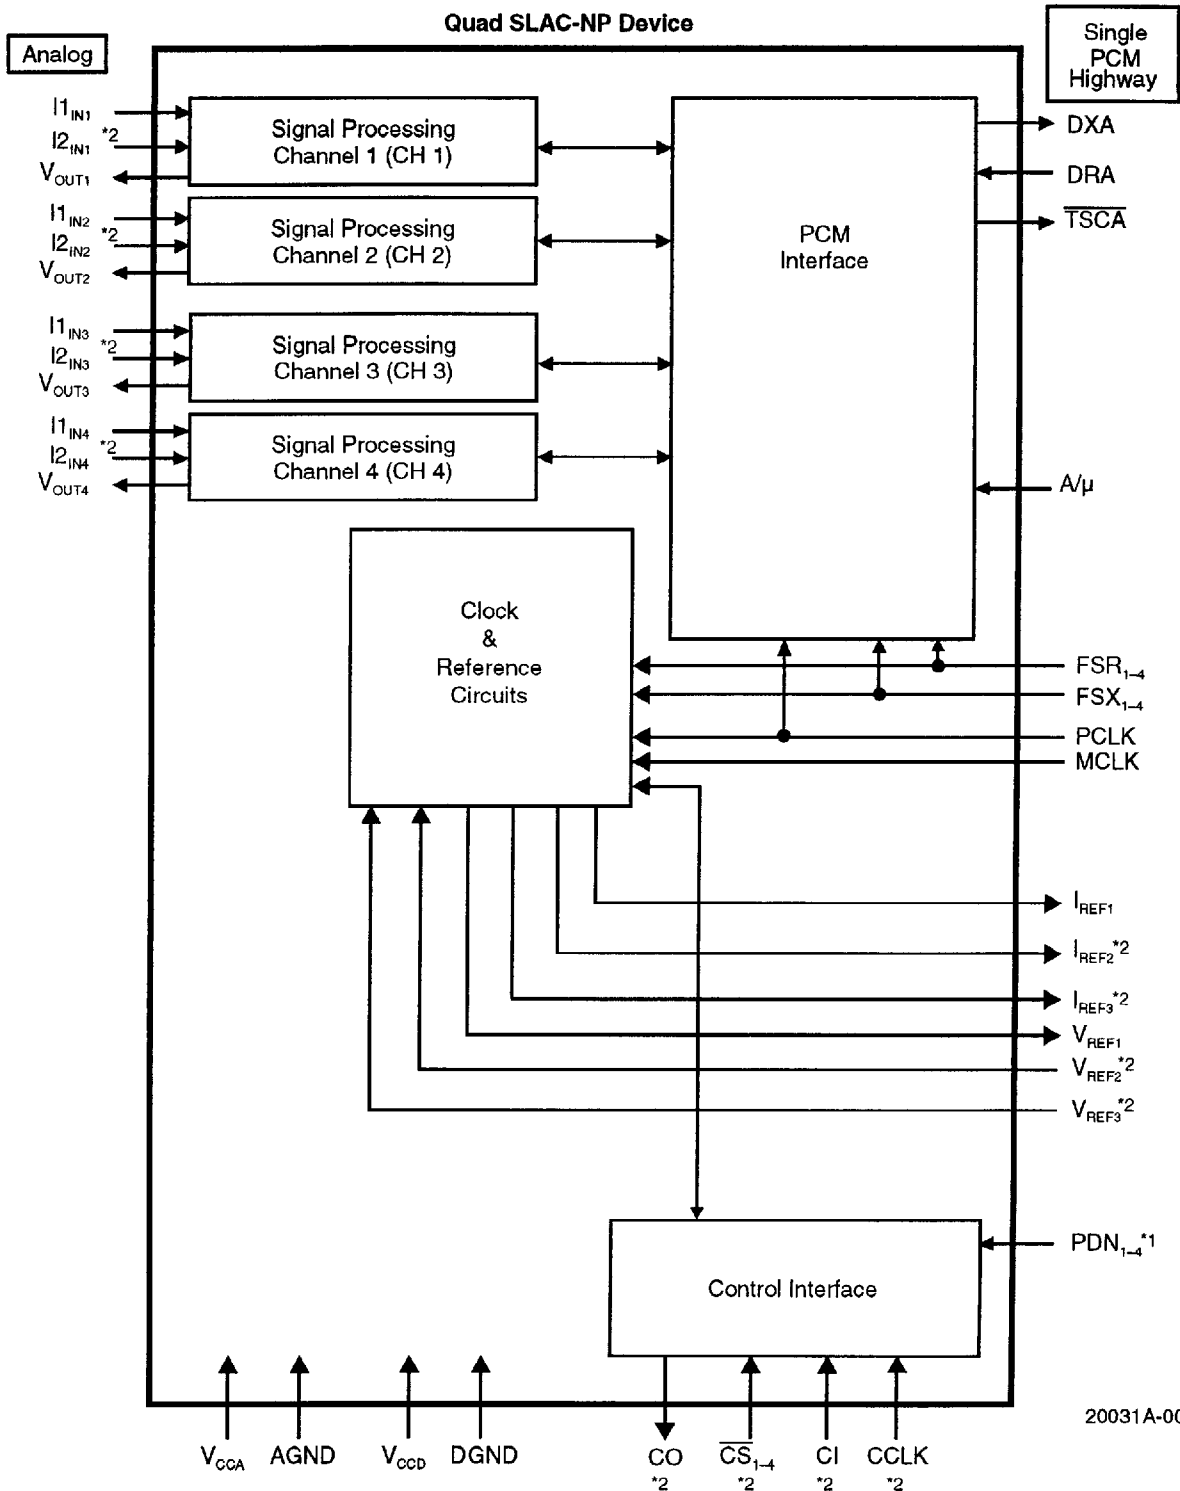 Quad SLAC-NP Device
Analog
Single
PCM
Highway
I1IN1
I2IN1 *2
VOUT1
Signal Processing
Channel 1 (CH 1)
I1IN2
I2IN2 *2
VOUT2
Signal Processing
Channel 2 (CH 2)
I1IN3
I2IN3 *2
VOUT3
Signal Processing
Channel 3 (CH 3)
I1IN4
I2IN4 *2
VOUT4
Signal Processing
Channel 4 (CH 4)
PCM
Interface
DXA
DRA
TSCA
A/µ
Clock
&
Reference
Circuits
FSR1–4
FSX1–4
PCLK
MCLK
IREF1
IREF2*2
IREF3*2
VREF1
VREF2*2
VREF3*2
PDN1–4*1
Control Interface
20031A-00
VCCA
AGND
VCCD
DGND
CO
*2
CS1–4
*2
CI
*2
CCLK
*2